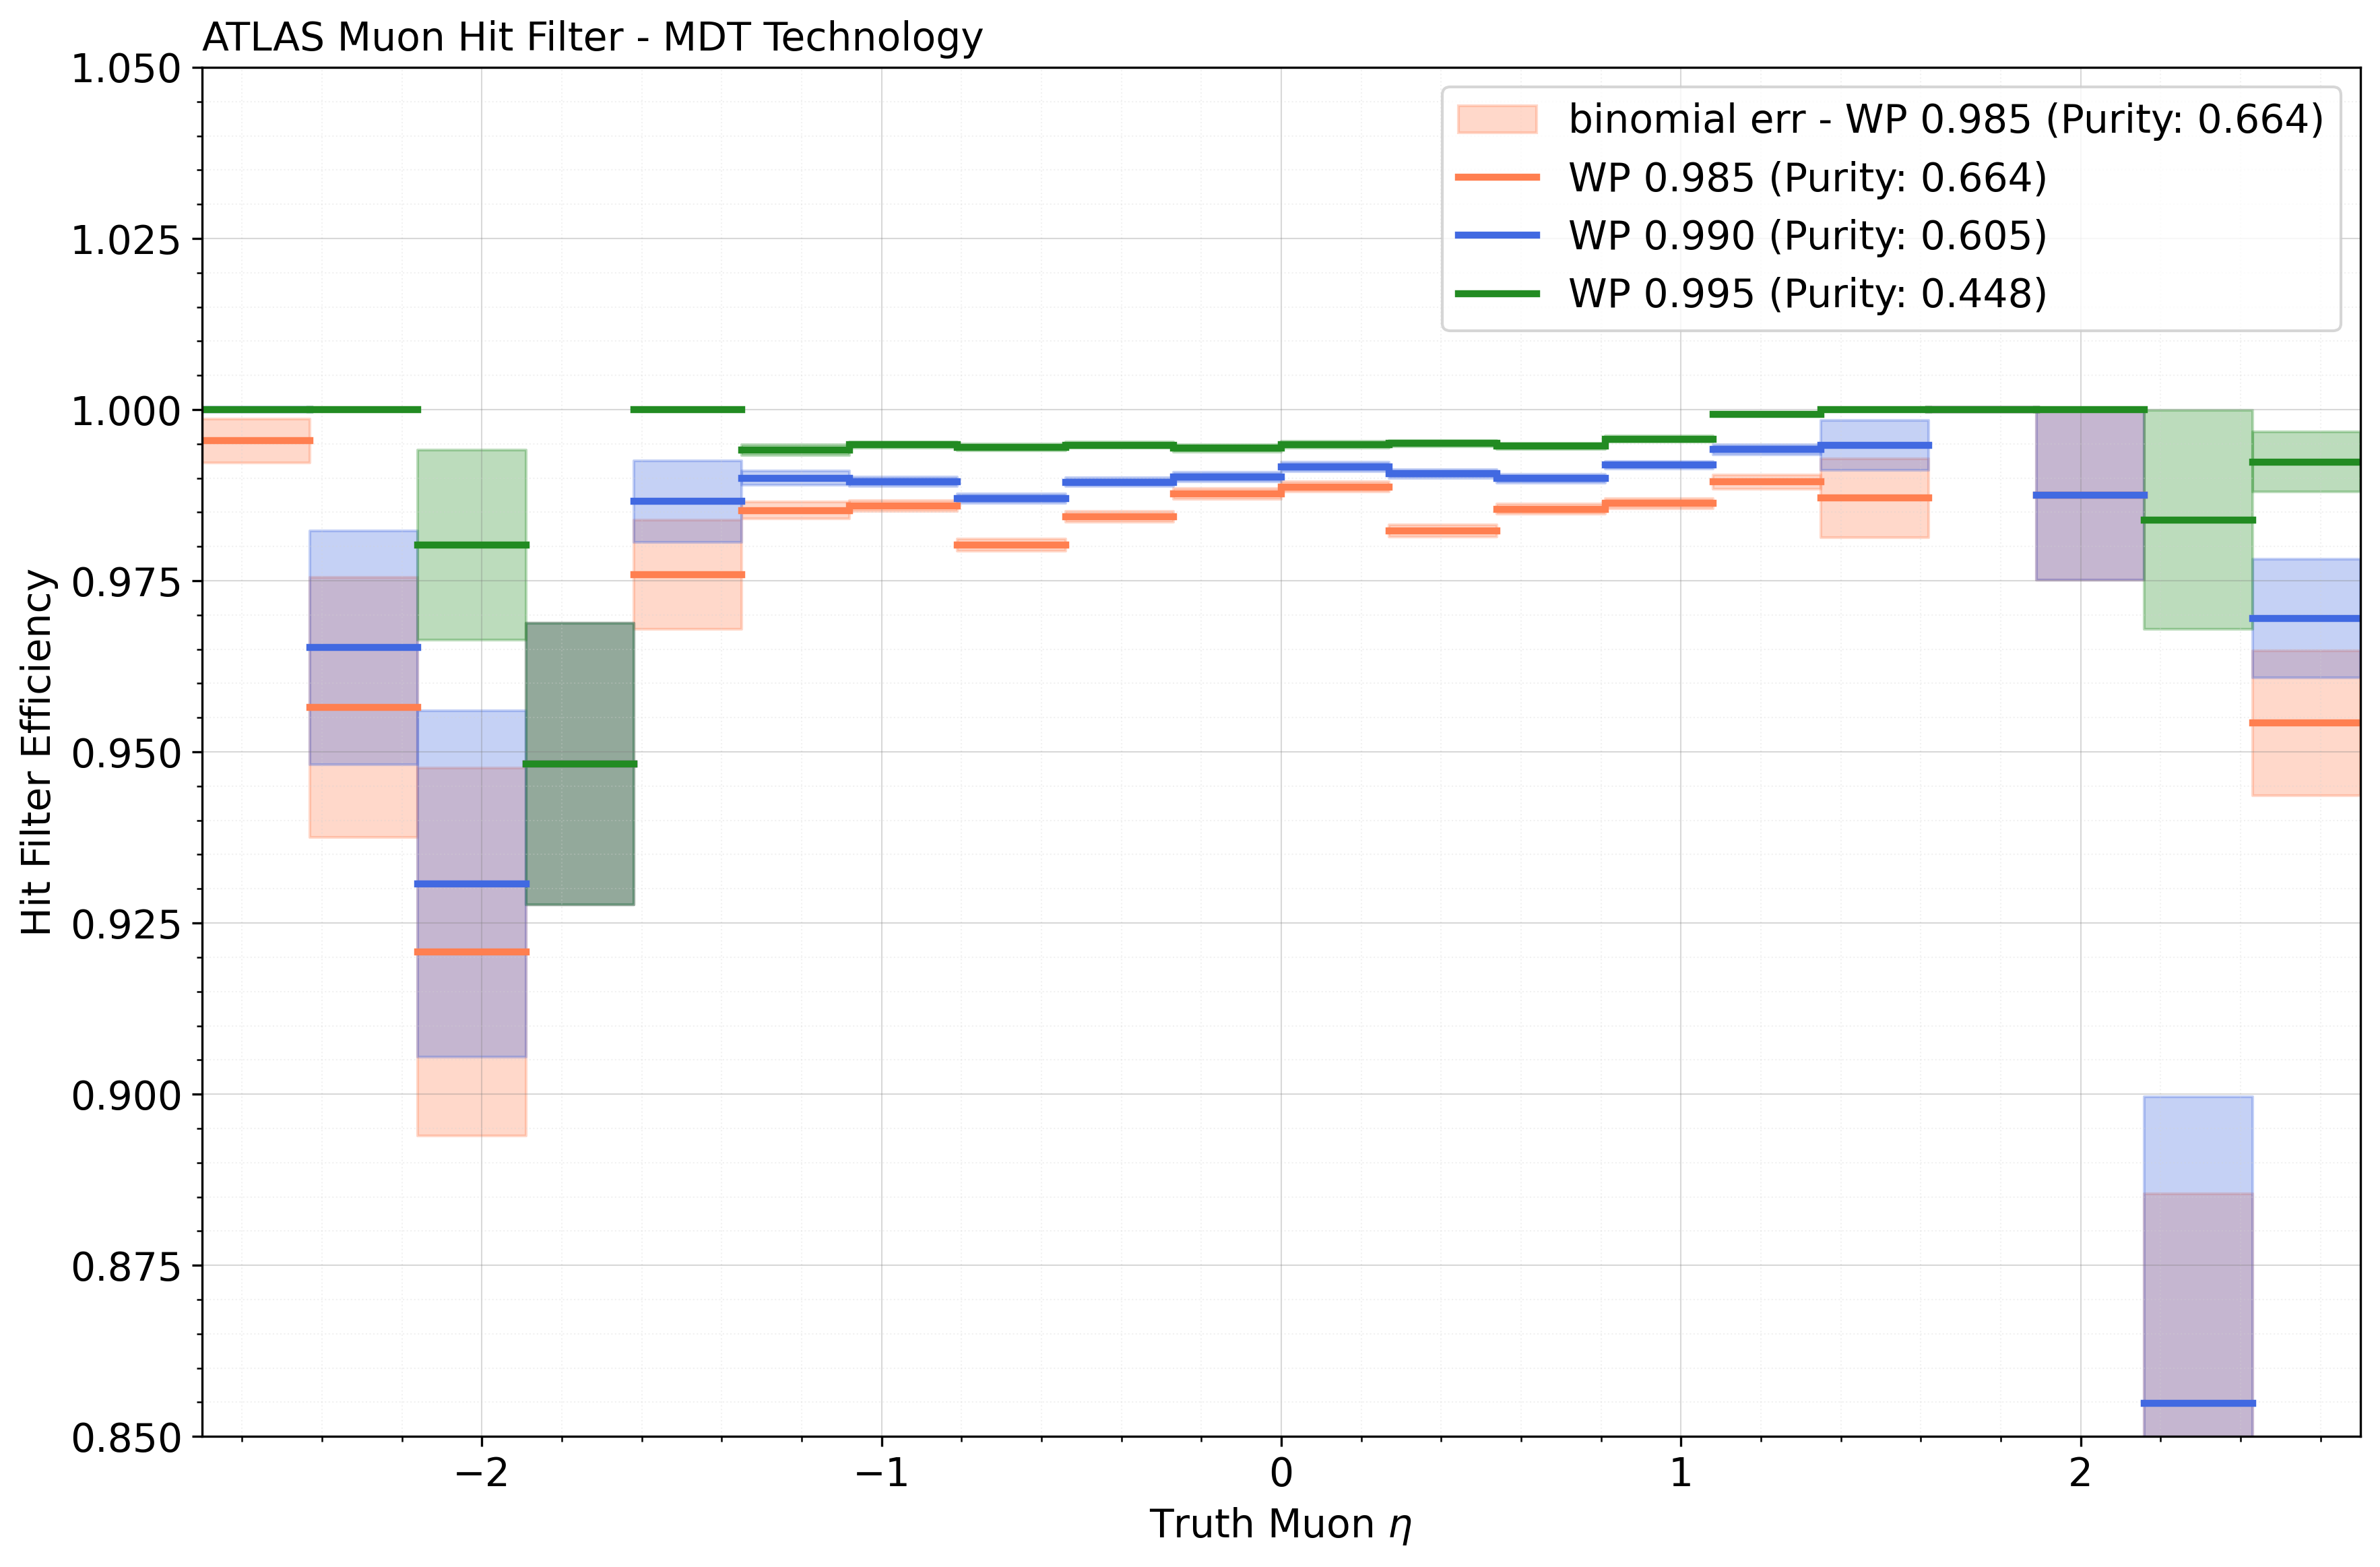 ATLAS Muon Hit Filter - MDT Technology
1.050
1.025
1.000
0.975
0.950
0.925
0.900
0.875
0.850
Hit Filter Efficiency
binomial err - WP 0.985 (Purity: 0.664)
WP 0.985 (Purity: 0.664)
WP 0.990 (Purity: 0.605)
WP 0.995 (Purity: 0.448)
−2 −1 0 1 2
Truth Muon η